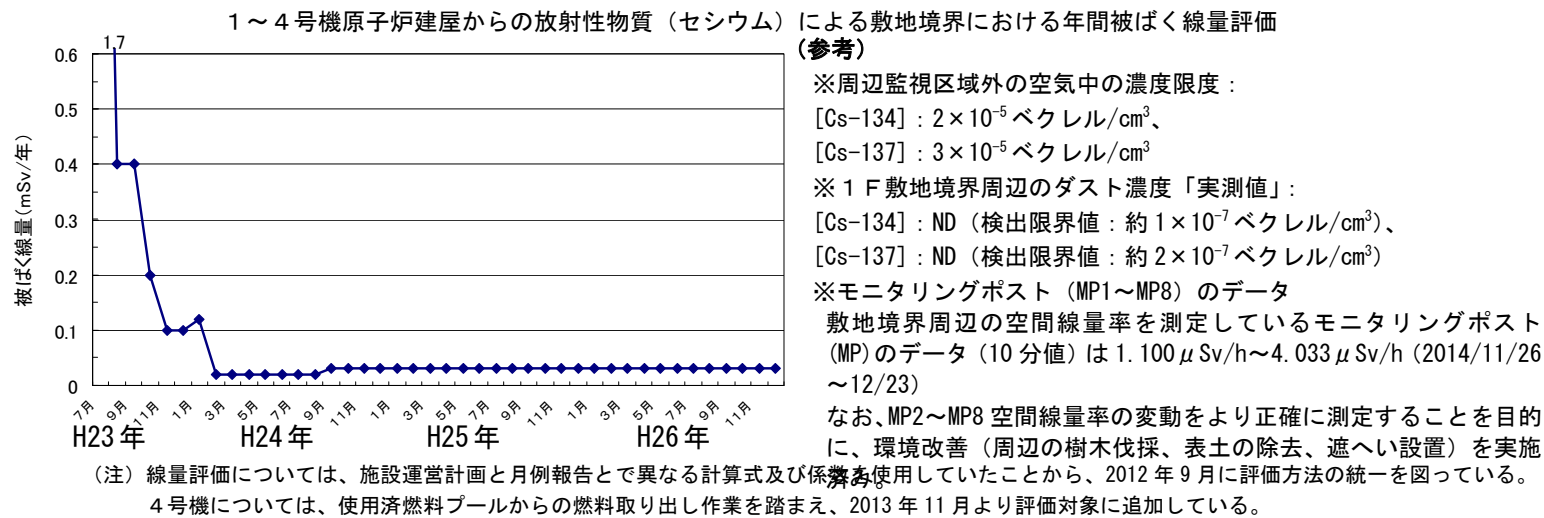 １～４号機原子炉建屋からの放射性物質（セシウム）による敷地境界における年間被ばく線量評価
1.7
0.6
0.5
0.4
0.3
0.2
0.1
0
被ばく線量(mSv/年)
7月 9月 11月 1月 3月 5月 7月 9月 11月 1月 3月 5月 7月 9月 11月 1月 3月 5月 7月 9月 11月
H23年 H24年 H25年 H26年
(参考)
※周辺監視区域外の空気中の濃度限度：
[Cs-134]：2×10⁻⁵ベクレル/cm³、
[Cs-137]：3×10⁻⁵ベクレル/cm³
※１Ｆ敷地境界周辺のダスト濃度「実測値」：
[Cs-134]：ND（検出限界値：約1×10⁻⁷ベクレル/cm³）、
[Cs-137]：ND（検出限界値：約2×10⁻⁷ベクレル/cm³）
※モニタリングポスト（MP1～MP8）のデータ
敷地境界周辺の空間線量率を測定しているモニタリングポスト
(MP)のデータ（10分値）は1.100μSv/h～4.033μSv/h（2014/11/26
～12/23）
なお、MP2～MP8空間線量率の変動をより正確に測定することを目的
に、環境改善（周辺の樹木伐採、表土の除去、遮へい設置）を実施
済み。
（注）線量評価については、施設運営計画と月例報告とで異なる計算式及び係数を使用していたことから、2012年9月に評価方法の統一を図っている。
４号機については、使用済燃料プールからの燃料取り出し作業を踏まえ、2013年11月より評価対象に追加している。